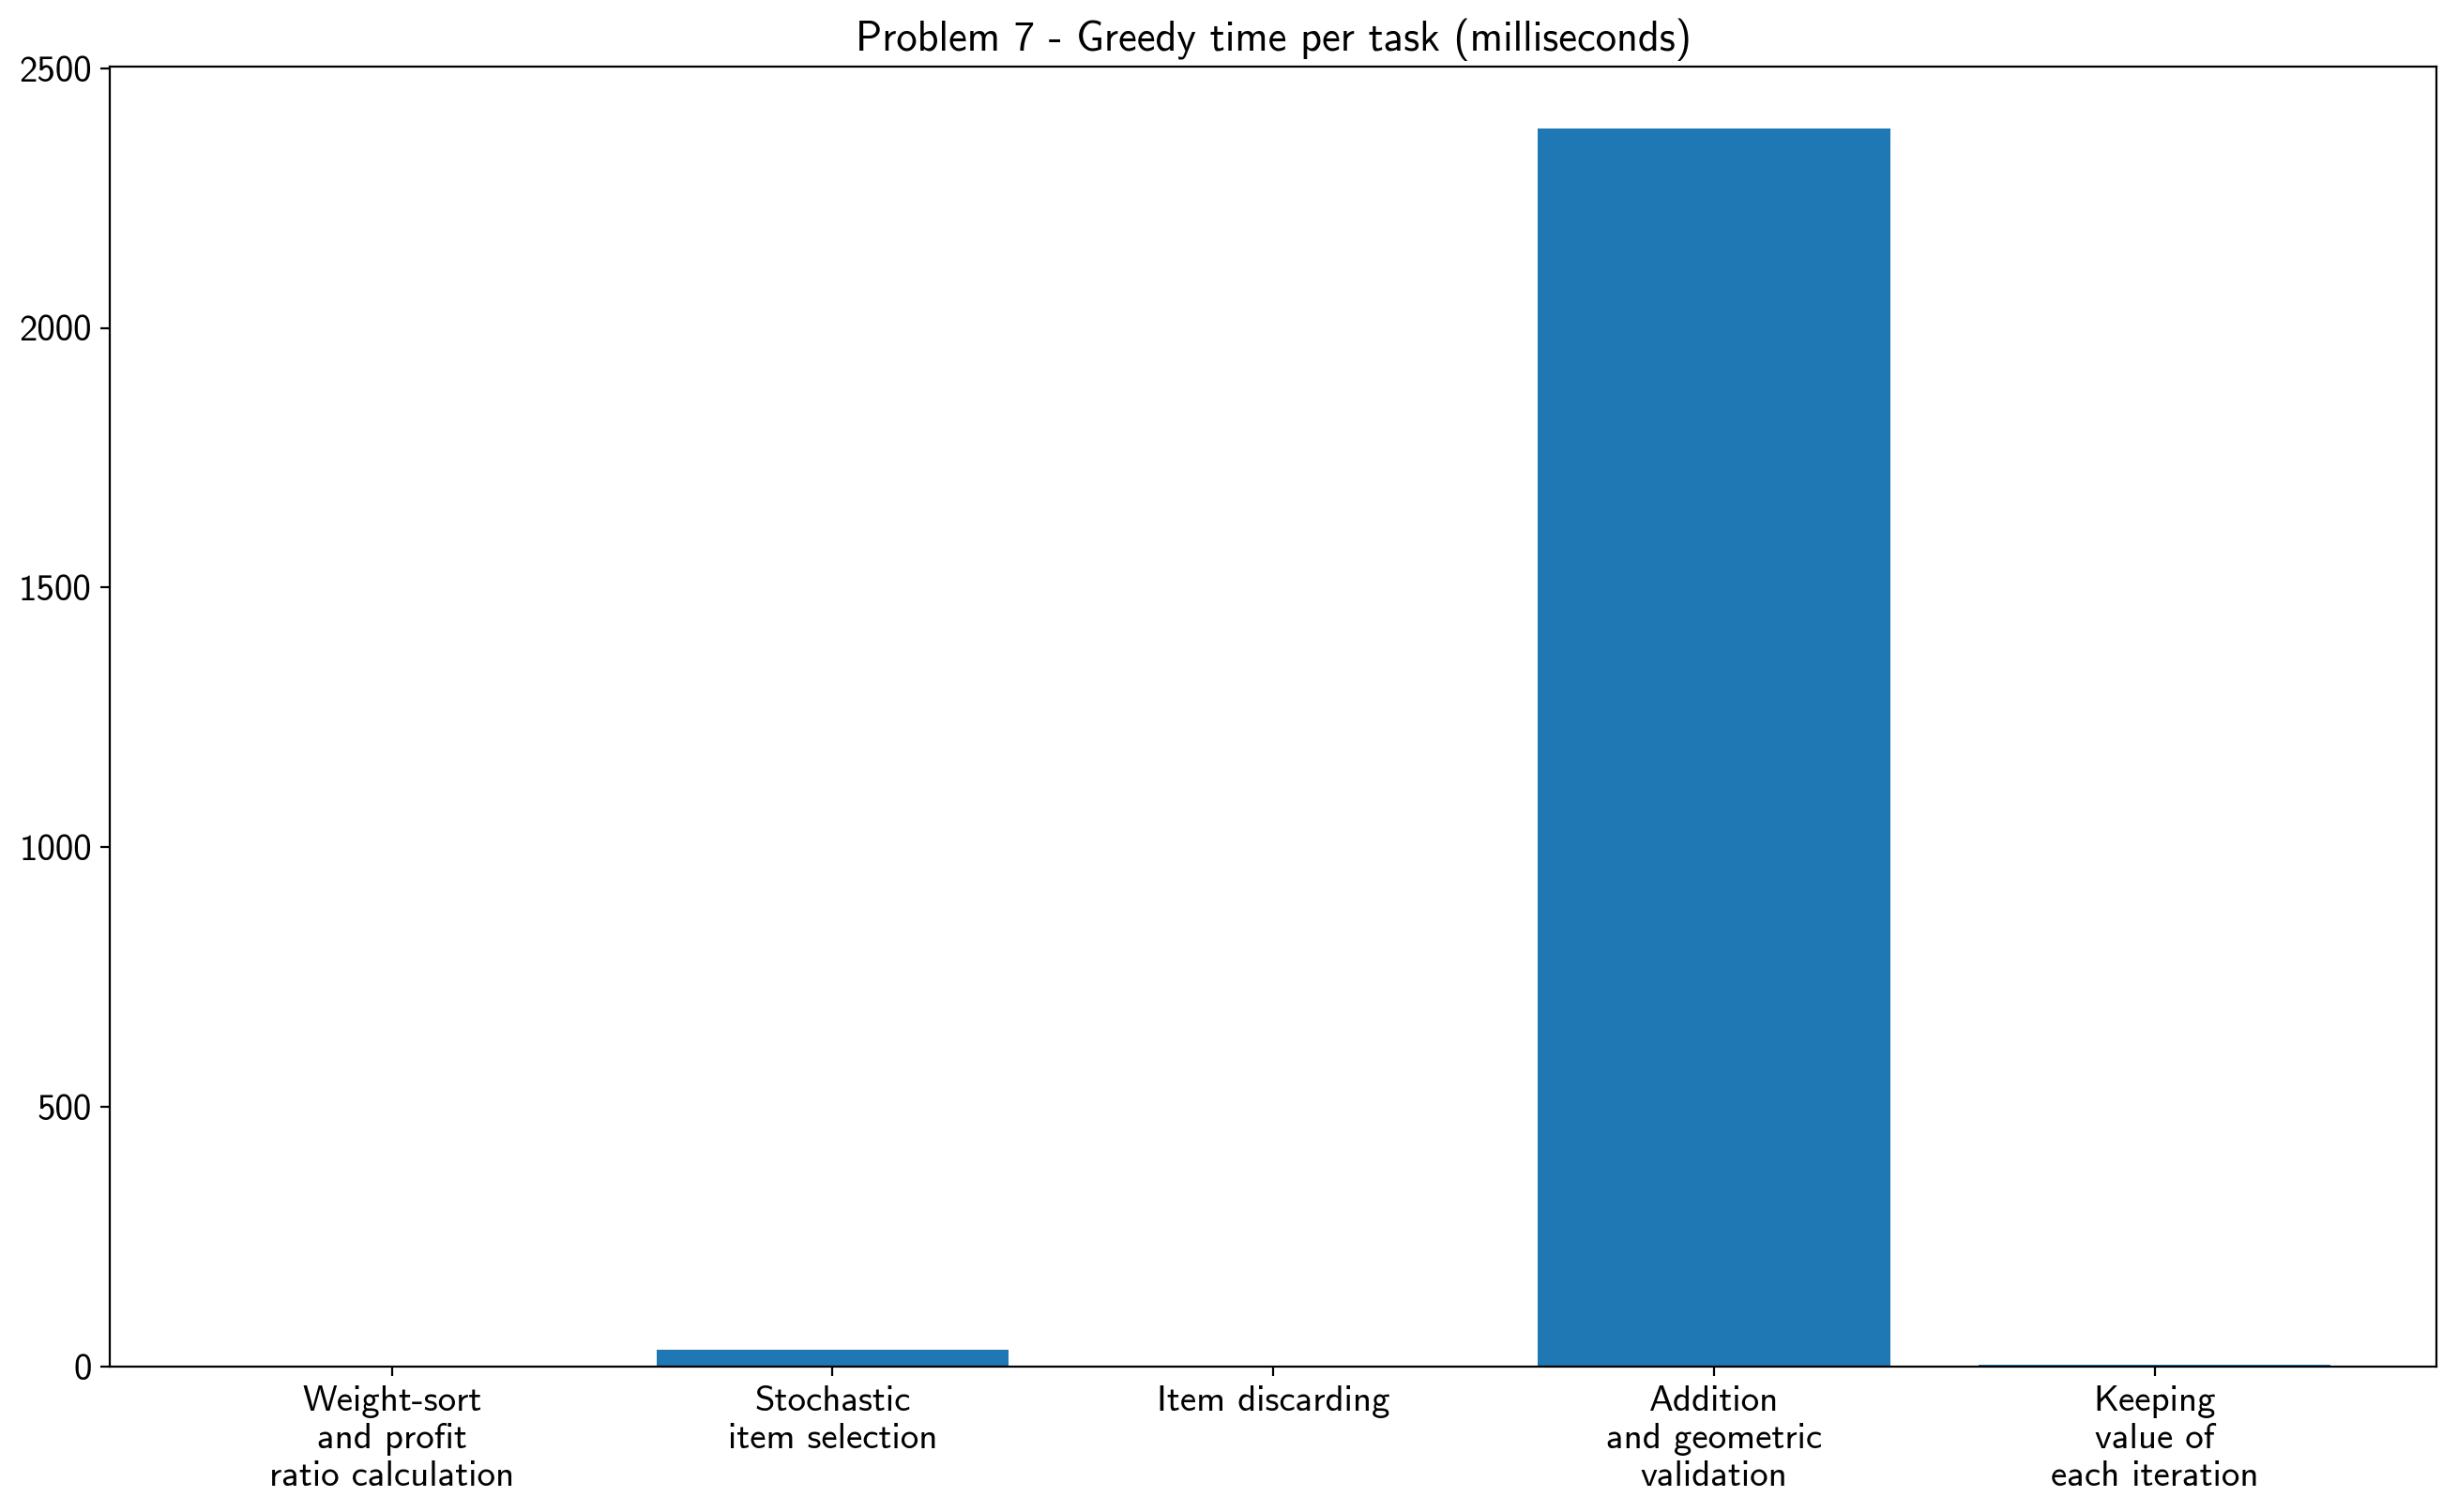 Problem 7 - Greedy time per task (milliseconds)
2500
2000
1500
1000
500
0
Weight-sort
and profit
ratio calculation
Stochastic
item selection
Item discarding
Addition
and geometric
validation
Keeping
value of
each iteration